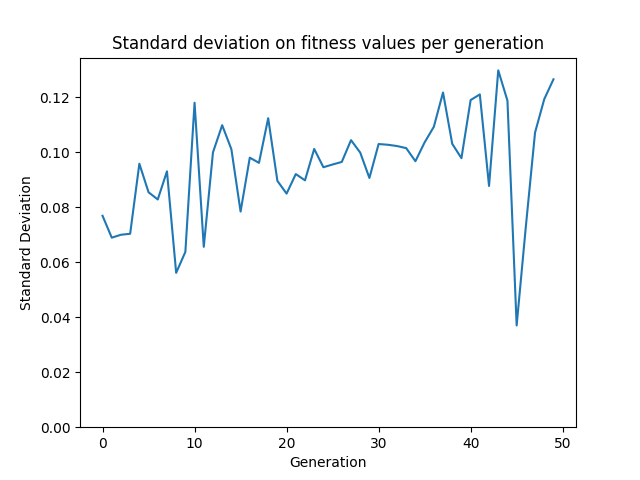 Standard deviation on fitness values per generation
0.12
0.10
0.08
0.06
0.04
0.02
0.00
Standard Deviation
0 10 20 30 40 50
Generation